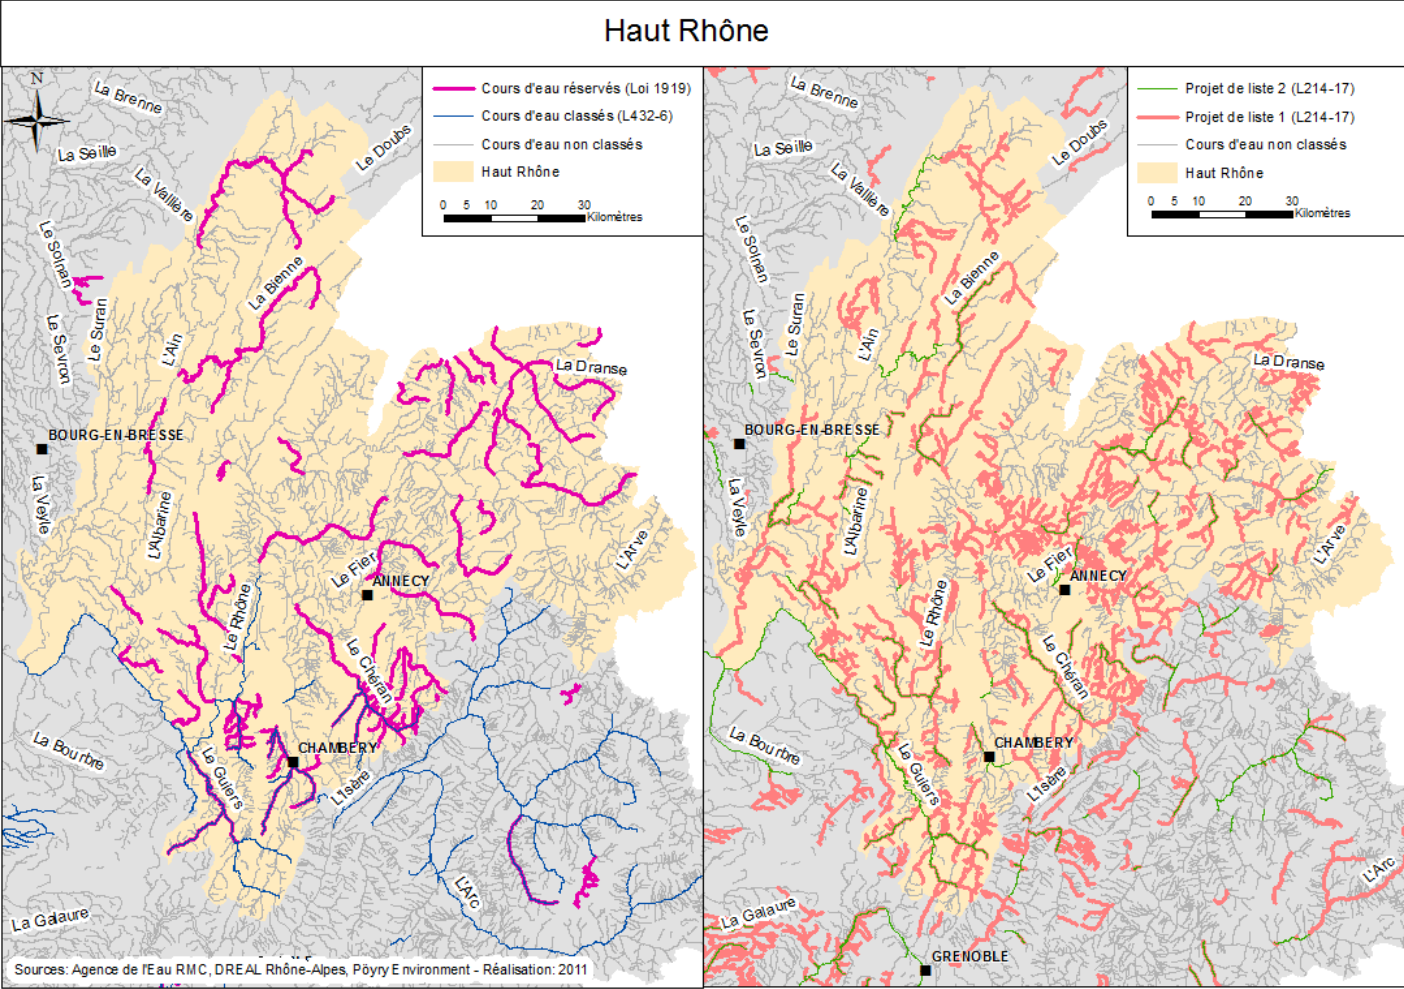 Haut Rhône
N
Cours d'eau réservés (Loi 1919)
Cours d'eau classés (L432-6)
Cours d'eau non classés
Haut Rhône
0 5 10 20 30
Kilomètres
La Brenne
La Seille
La Vallière
Le Doubs
Le Solnan
Le Sevron
Le Suran
L'Ain
La Bienne
La Dranse
BOURG-EN-BRESSE
La Veyle
L'Albarine
Le Rhône
Le Fier
ANNECY
L'Arve
Le Chéran
CHAMBERY
La Bourbre
Le Guiers
L'Isère
L'Arc
La Galaure
Sources: Agence de l'Eau RMC, DREAL Rhône-Alpes, Pöyry Environment - Réalisation: 2011
Projet de liste 2 (L214-17)
Projet de liste 1 (L214-17)
Cours d'eau non classés
Haut Rhône
0 5 10 20 30
Kilomètres
La Brenne
La Seille
La Vallière
Le Doubs
Le Solnan
Le Sevron
Le Suran
L'Ain
La Bienne
La Dranse
BOURG-EN-BRESSE
La Veyle
L'Albarine
Le Rhône
Le Fier
ANNECY
L'Arve
Le Chéran
CHAMBERY
La Bourbre
Le Guiers
L'Isère
L'Arc
La Galaure
GRENOBLE